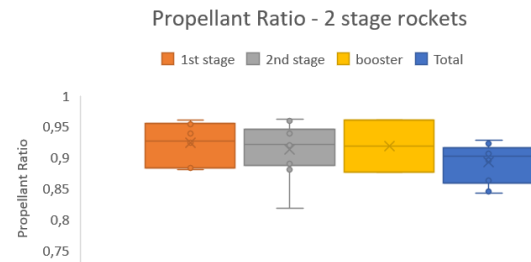 Propellant Ratio - 2 stage rockets
1st stage 2nd stage booster Total
1
0,95
0,9
0,85
0,8
0,75
Propellant Ratio